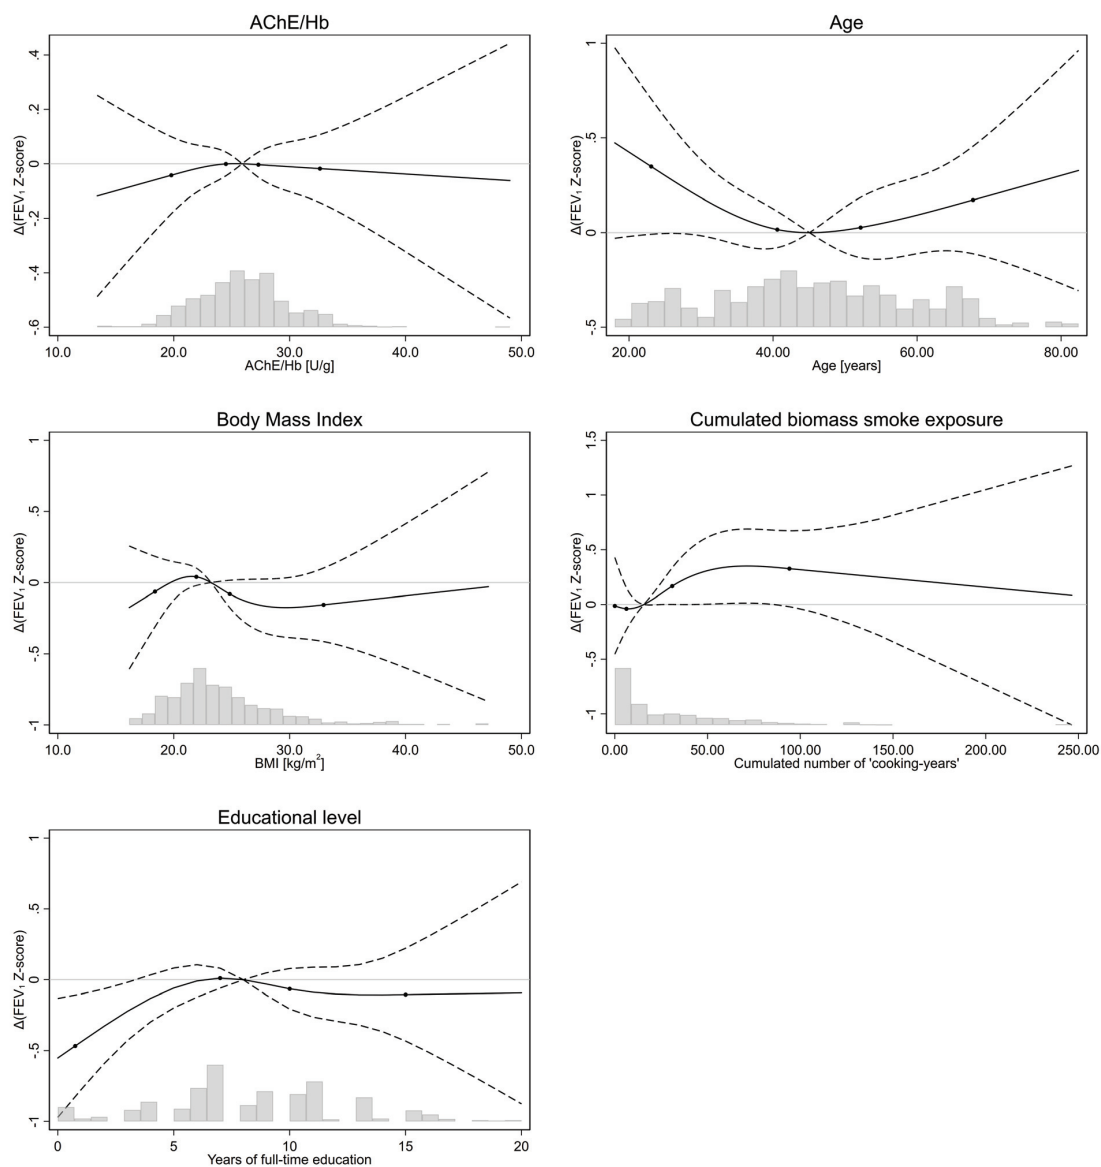 AChE/Hb
Δ(FEV₁ Z-score)
.4
.2
0
-.2
-.4
-.6
10.0 20.0 30.0 40.0 50.0
AChE/Hb [U/g]
Age
Δ(FEV₁ Z-score)
1
.5
0
-.5
20.00 40.00 60.00 80.00
Age [years]
Body Mass Index
Δ(FEV₁ Z-score)
1
.5
0
-.5
-1
10.0 20.0 30.0 40.0 50.0
BMI [kg/m²]
Cumulated biomass smoke exposure
Δ(FEV₁ Z-score)
1.5
1
.5
0
-.5
-1
0.00 50.00 100.00 150.00 200.00 250.00
Cumulated number of 'cooking-years'
Educational level
Δ(FEV₁ Z-score)
1
.5
0
-.5
-1
0 5 10 15 20
Years of full-time education